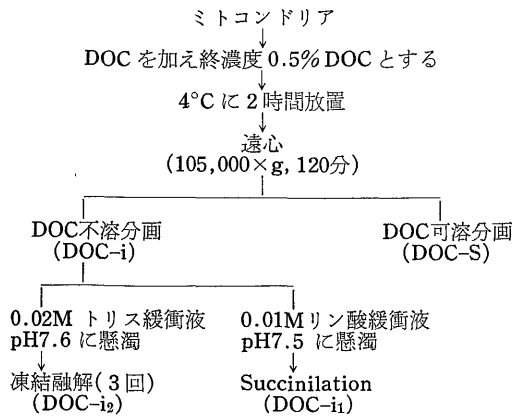 ミトコンドリア
DOC を加え終濃度 0.5% DOC とする
4°C に 2 時間放置
遠心
(105,000×g, 120分)
DOC不溶分画
(DOC-i)
DOC可溶分画
(DOC-S)
0.02M トリス緩衝液
pH7.6 に懸濁
0.01Mリン酸緩衝液
pH7.5 に懸濁
凍結融解(3回)
(DOC-i₂)
Succinilation
(DOC-i₁)